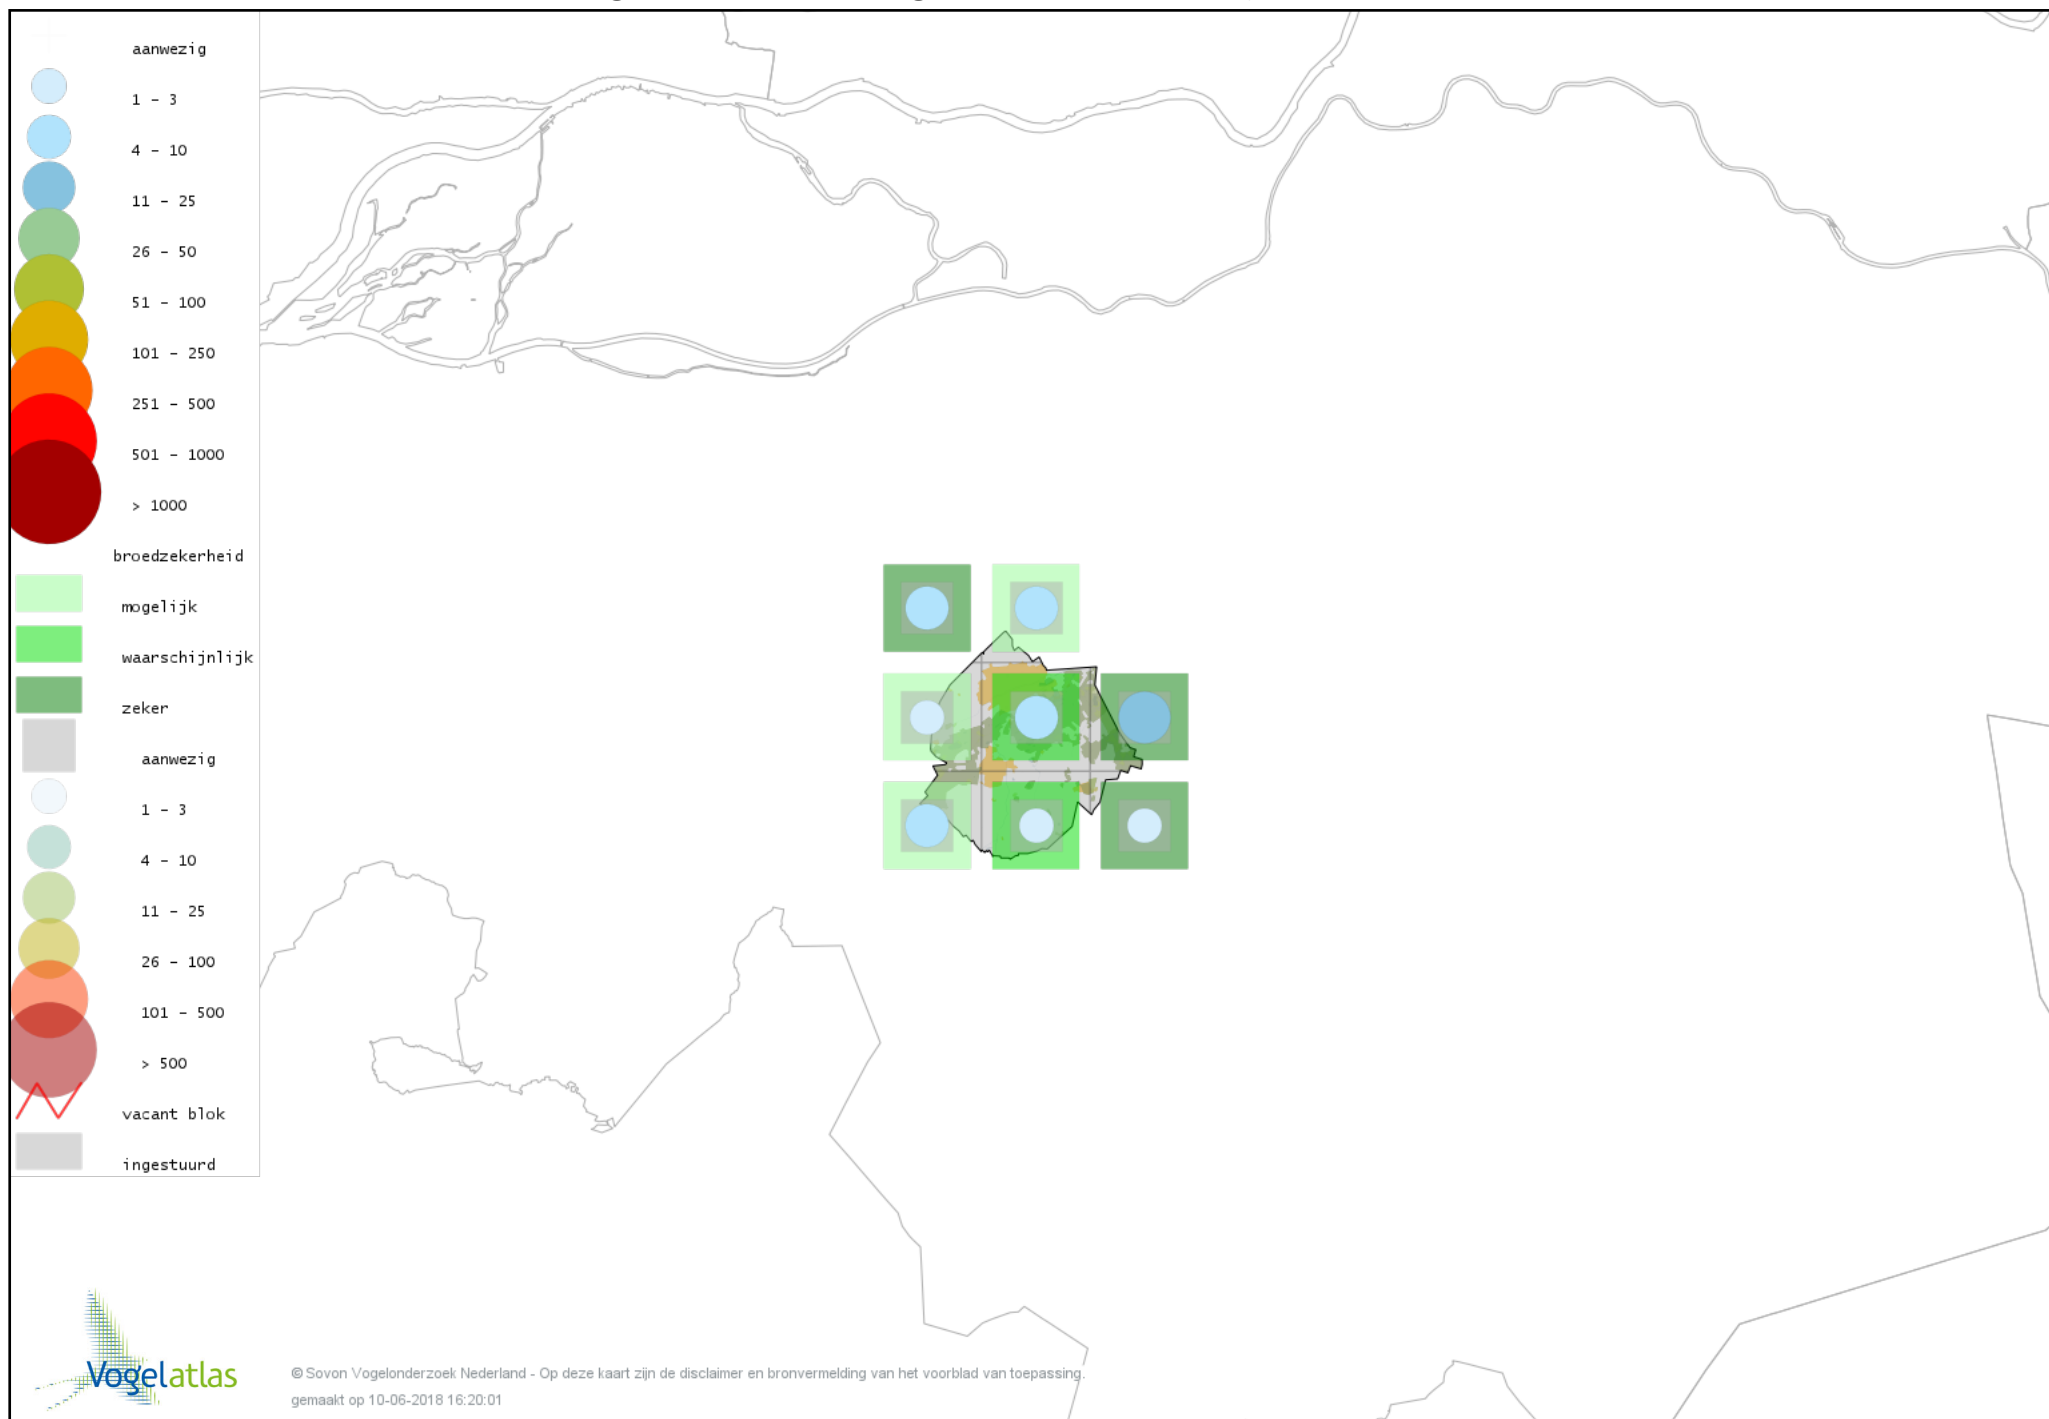 aanwezig
1 - 3
4 - 10
11 - 25
26 - 50
51 - 100
101 - 250
251 - 500
501 - 1000
> 1000
broedzekerheid
mogelijk
waarschijnlijk
zeker
aanwezig
1 - 3
4 - 10
11 - 25
26 - 100
101 - 500
> 500
vacant blok
ingestuurd
Vogelatlas
© Sovon Vogelonderzoek Nederland - Op deze kaart zijn de disclaimer en bronvermelding van het voorblad van toepassing.
gemaakt op 10-06-2018 16:20:01